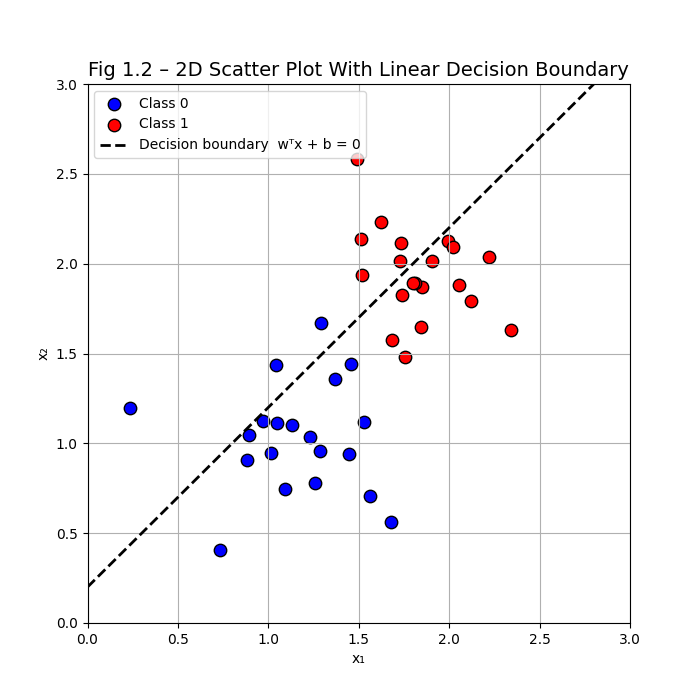 Fig 1.2 – 2D Scatter Plot With Linear Decision Boundary
Class 0
Class 1
Decision boundary  wᵀx + b = 0
3.0
2.5
2.0
1.5
1.0
0.5
0.0
x₂
0.0 0.5 1.0 1.5 2.0 2.5 3.0
x₁